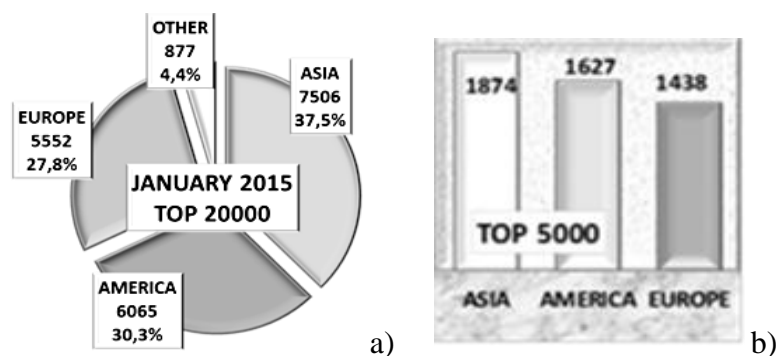 OTHER
877
4,4%
ASIA
7506
37,5%
EUROPE
5552
27,8%
JANUARY 2015
TOP 20000
AMERICA
6065
30,3%
a)
1874
1627
1438
TOP 5000
ASIA AMERICA EUROPE
b)